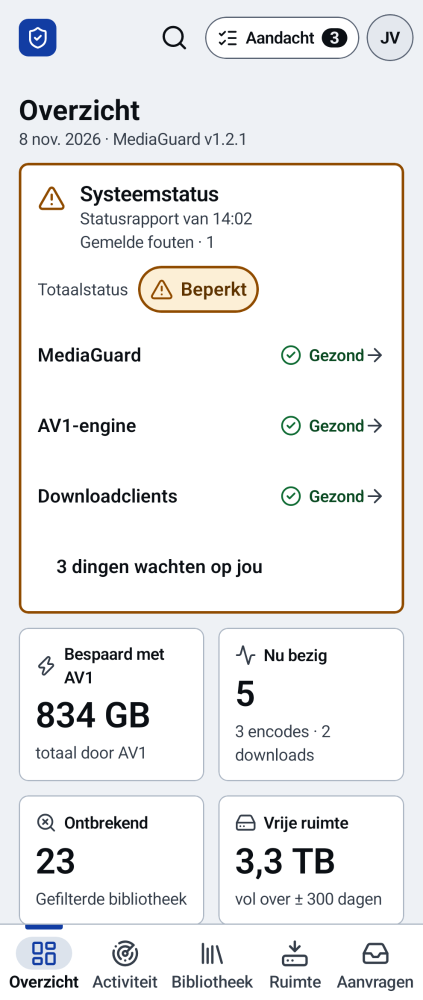 Aandacht 3
JV
Overzicht
8 nov. 2026 · MediaGuard v1.2.1
Systeemstatus
Statusrapport van 14:02
Gemelde fouten · 1
Totaalstatus Beperkt
MediaGuard Gezond
AV1-engine Gezond
Downloadclients Gezond
3 dingen wachten op jou
Bespaard met
AV1
834 GB
totaal door AV1
Nu bezig
5
3 encodes · 2
downloads
Ontbrekend
23
Gefilterde bibliotheek
Vrije ruimte
3,3 TB
vol over ± 300 dagen
Overzicht Activiteit Bibliotheek Ruimte Aanvragen